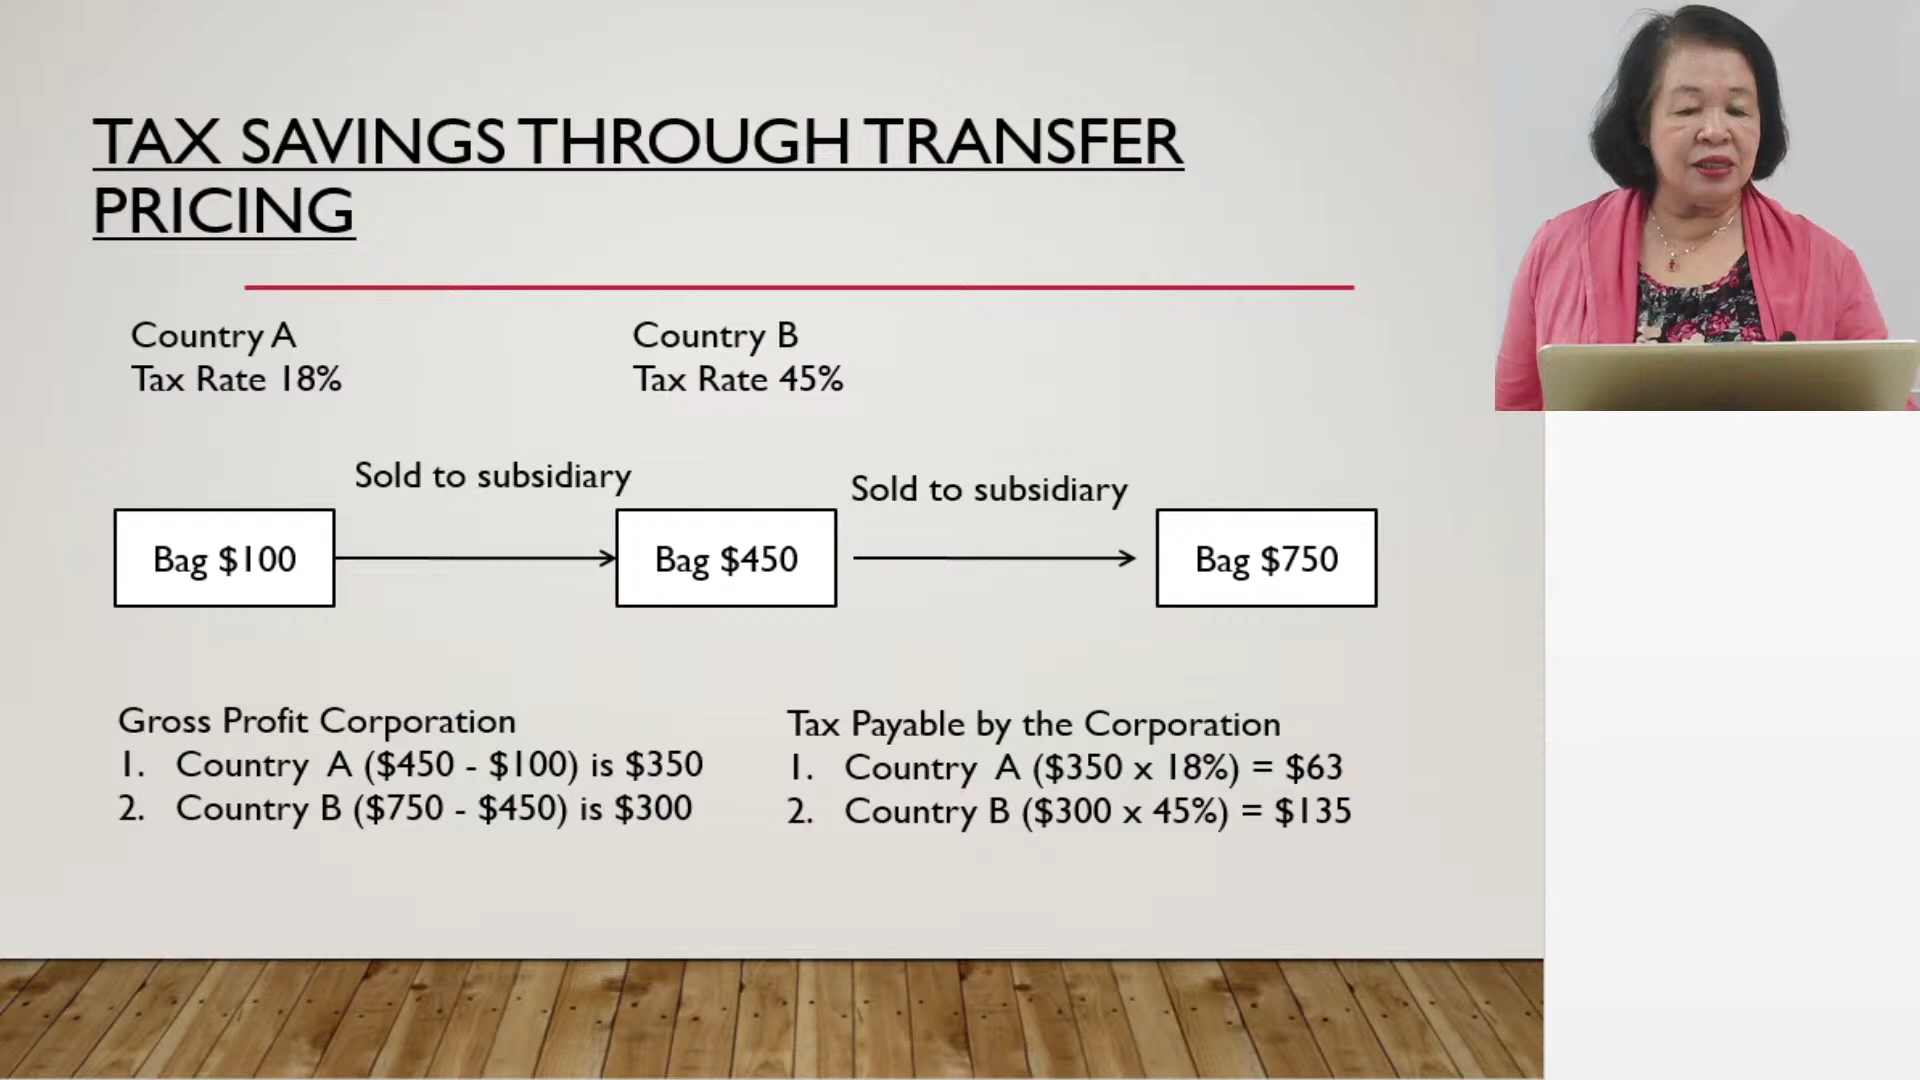 TAX SAVINGS THROUGH TRANSFER
PRICING
Country A
Tax Rate 18%
Country B
Tax Rate 45%
Sold to subsidiary
Sold to subsidiary
Bag $100
Bag $450
Bag $750
Gross Profit Corporation
1. Country A ($450 - $100) is $350
2. Country B ($750 - $450) is $300
Tax Payable by the Corporation
1. Country A ($350 x 18%) = $63
2. Country B ($300 x 45%) = $135